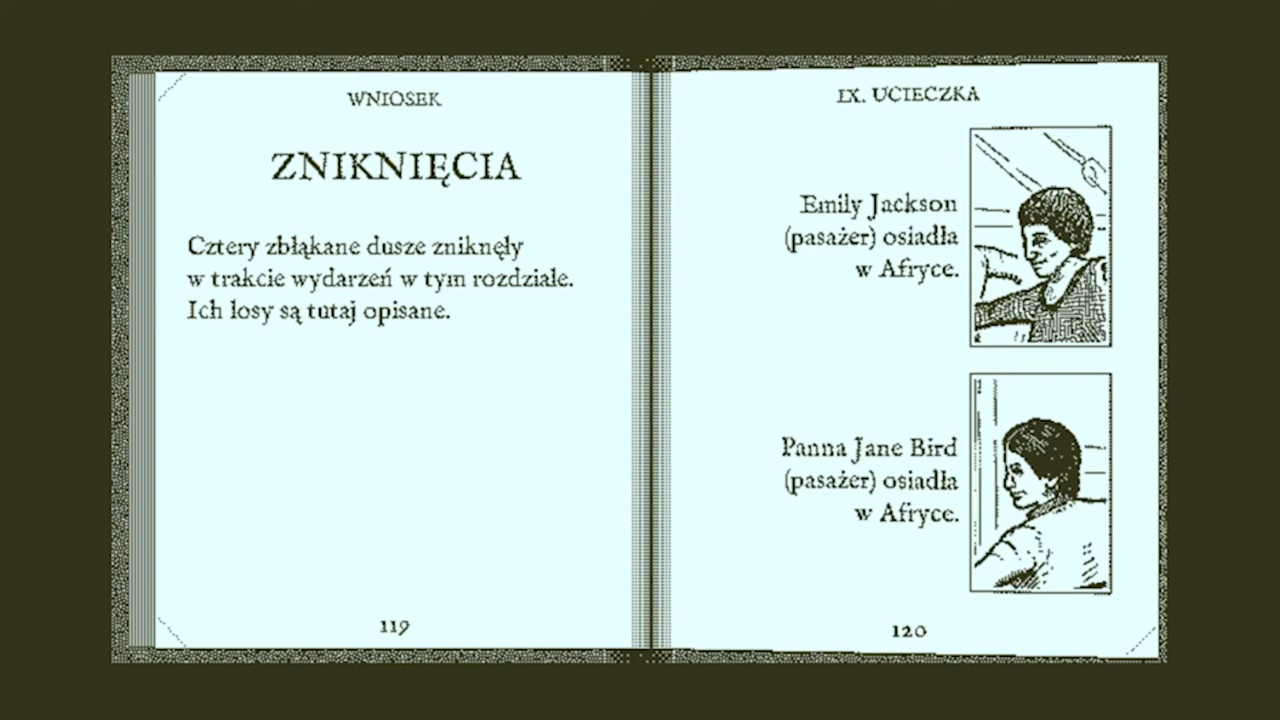 WNIOSEK
ZNIKNIĘCIA
Cztery zbłąkane dusze zniknęły
w trakcie wydarzeń w tym rozdziale.
Ich losy są tutaj opisane.
119
IX. UCIECZKA
Emily Jackson
(pasażer) osiadła
w Afryce.
Panna Jane Bird
(pasażer) osiadła
w Afryce.
120